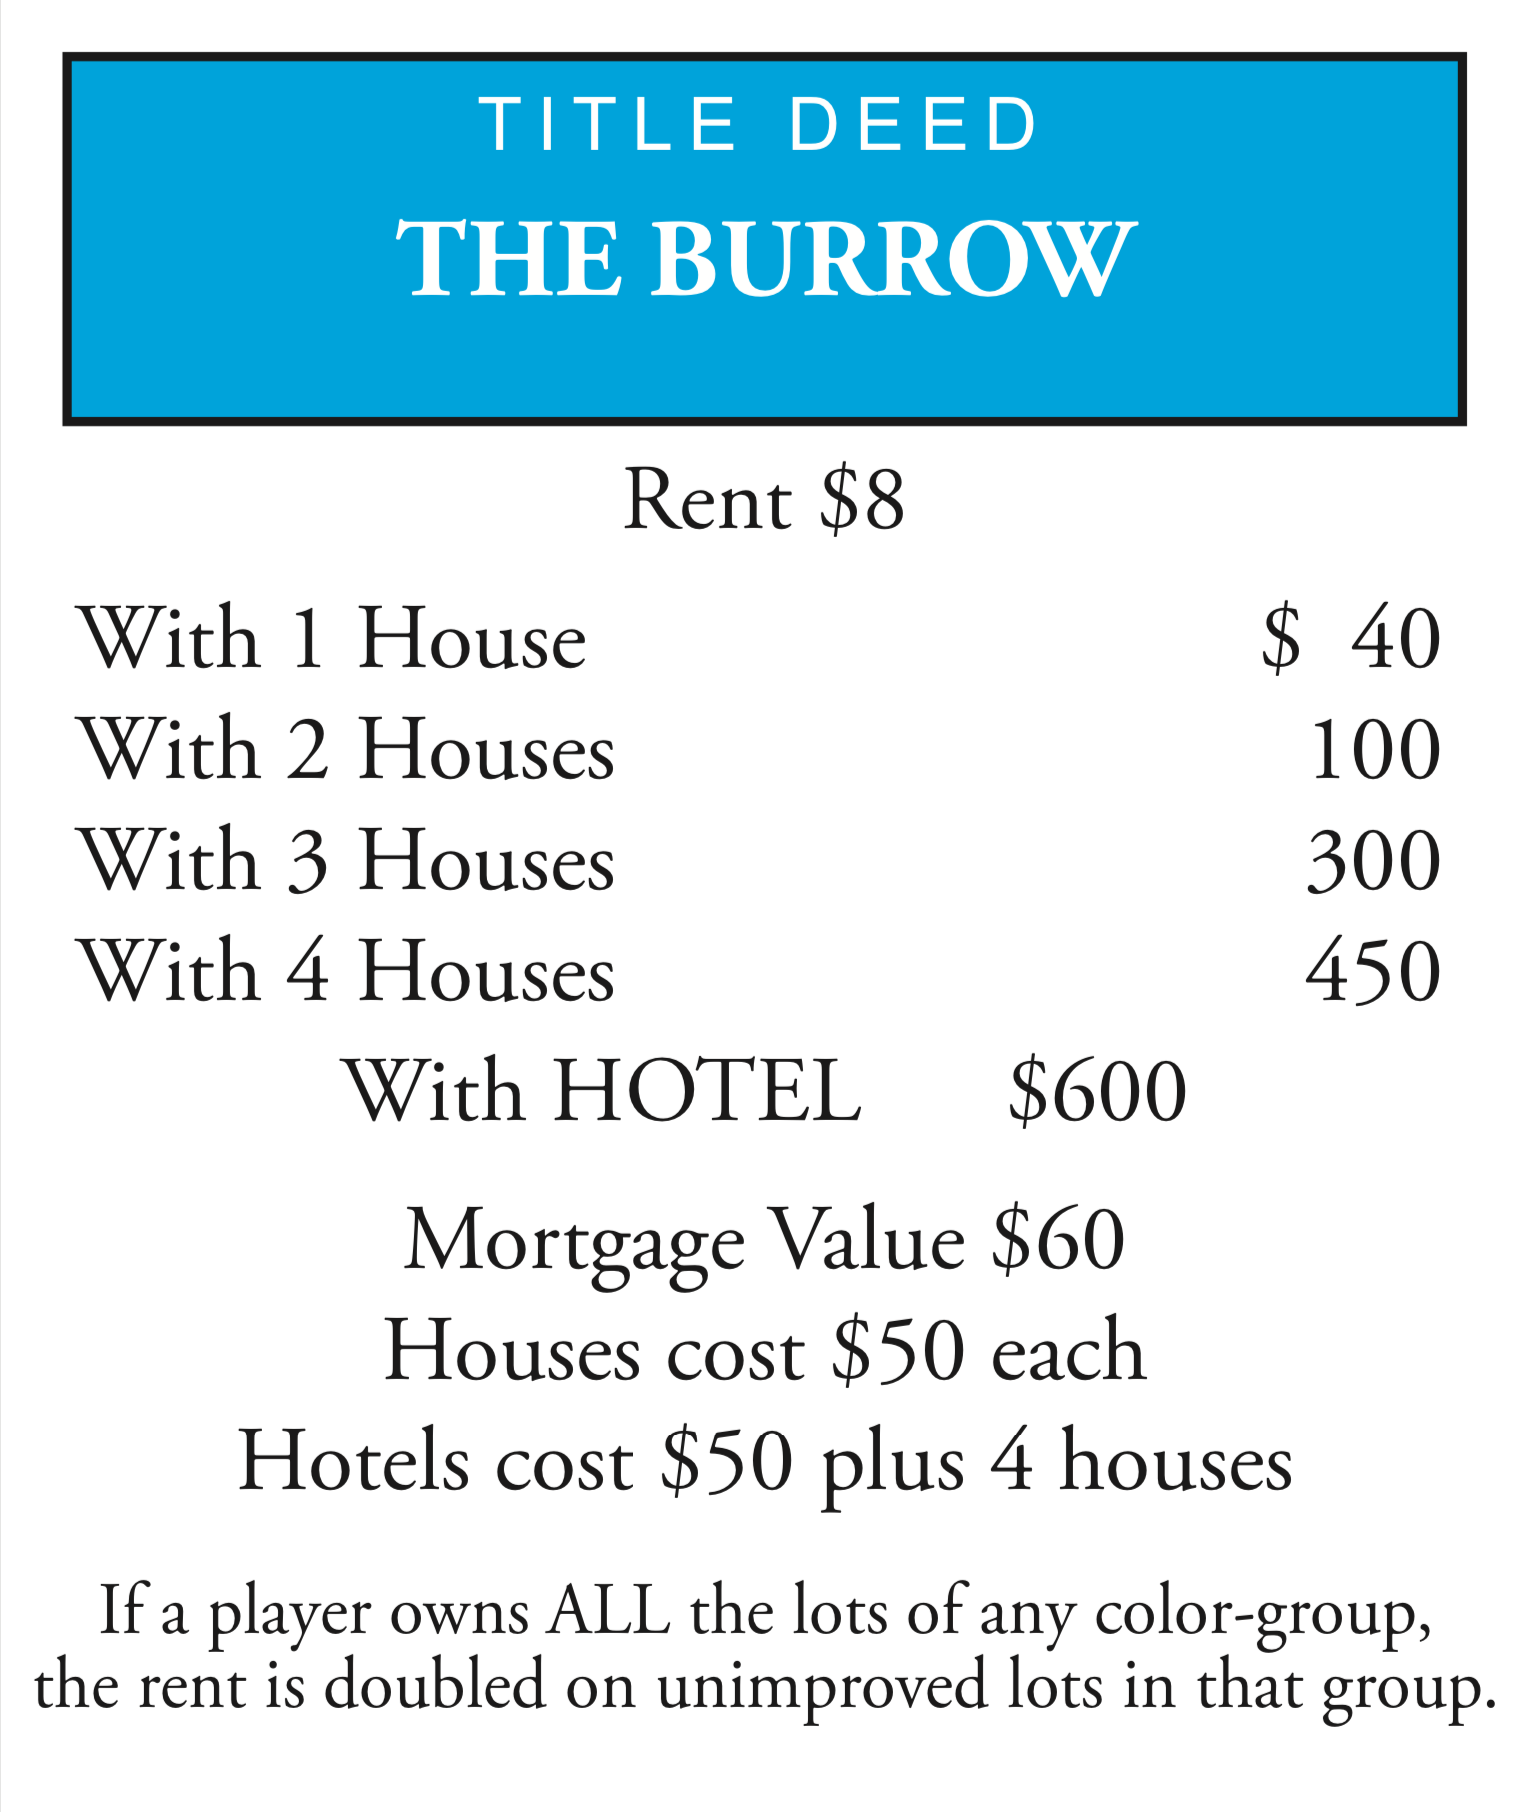 TITLE DEED
THE BURROW
Rent $8
With 1 House $ 40
With 2 Houses 100
With 3 Houses 300
With 4 Houses 450
With HOTEL $600
Mortgage Value $60
Houses cost $50 each
Hotels cost $50 plus 4 houses
If a player owns ALL the lots of any color-group,
the rent is doubled on unimproved lots in that group.